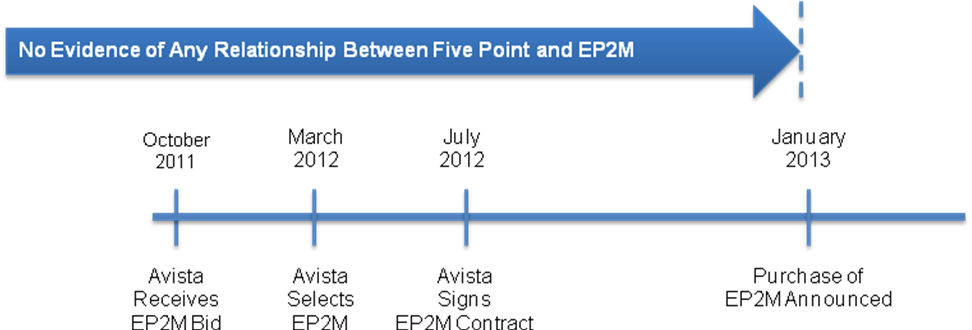 No Evidence of Any Relationship Between Five Point and EP2M
October
2011
March
2012
July
2012
January
2013
Avista
Receives
EP2M Bid
Avista
Selects
EP2M
Avista
Signs
EP2M Contract
Purchase of
EP2M Announced